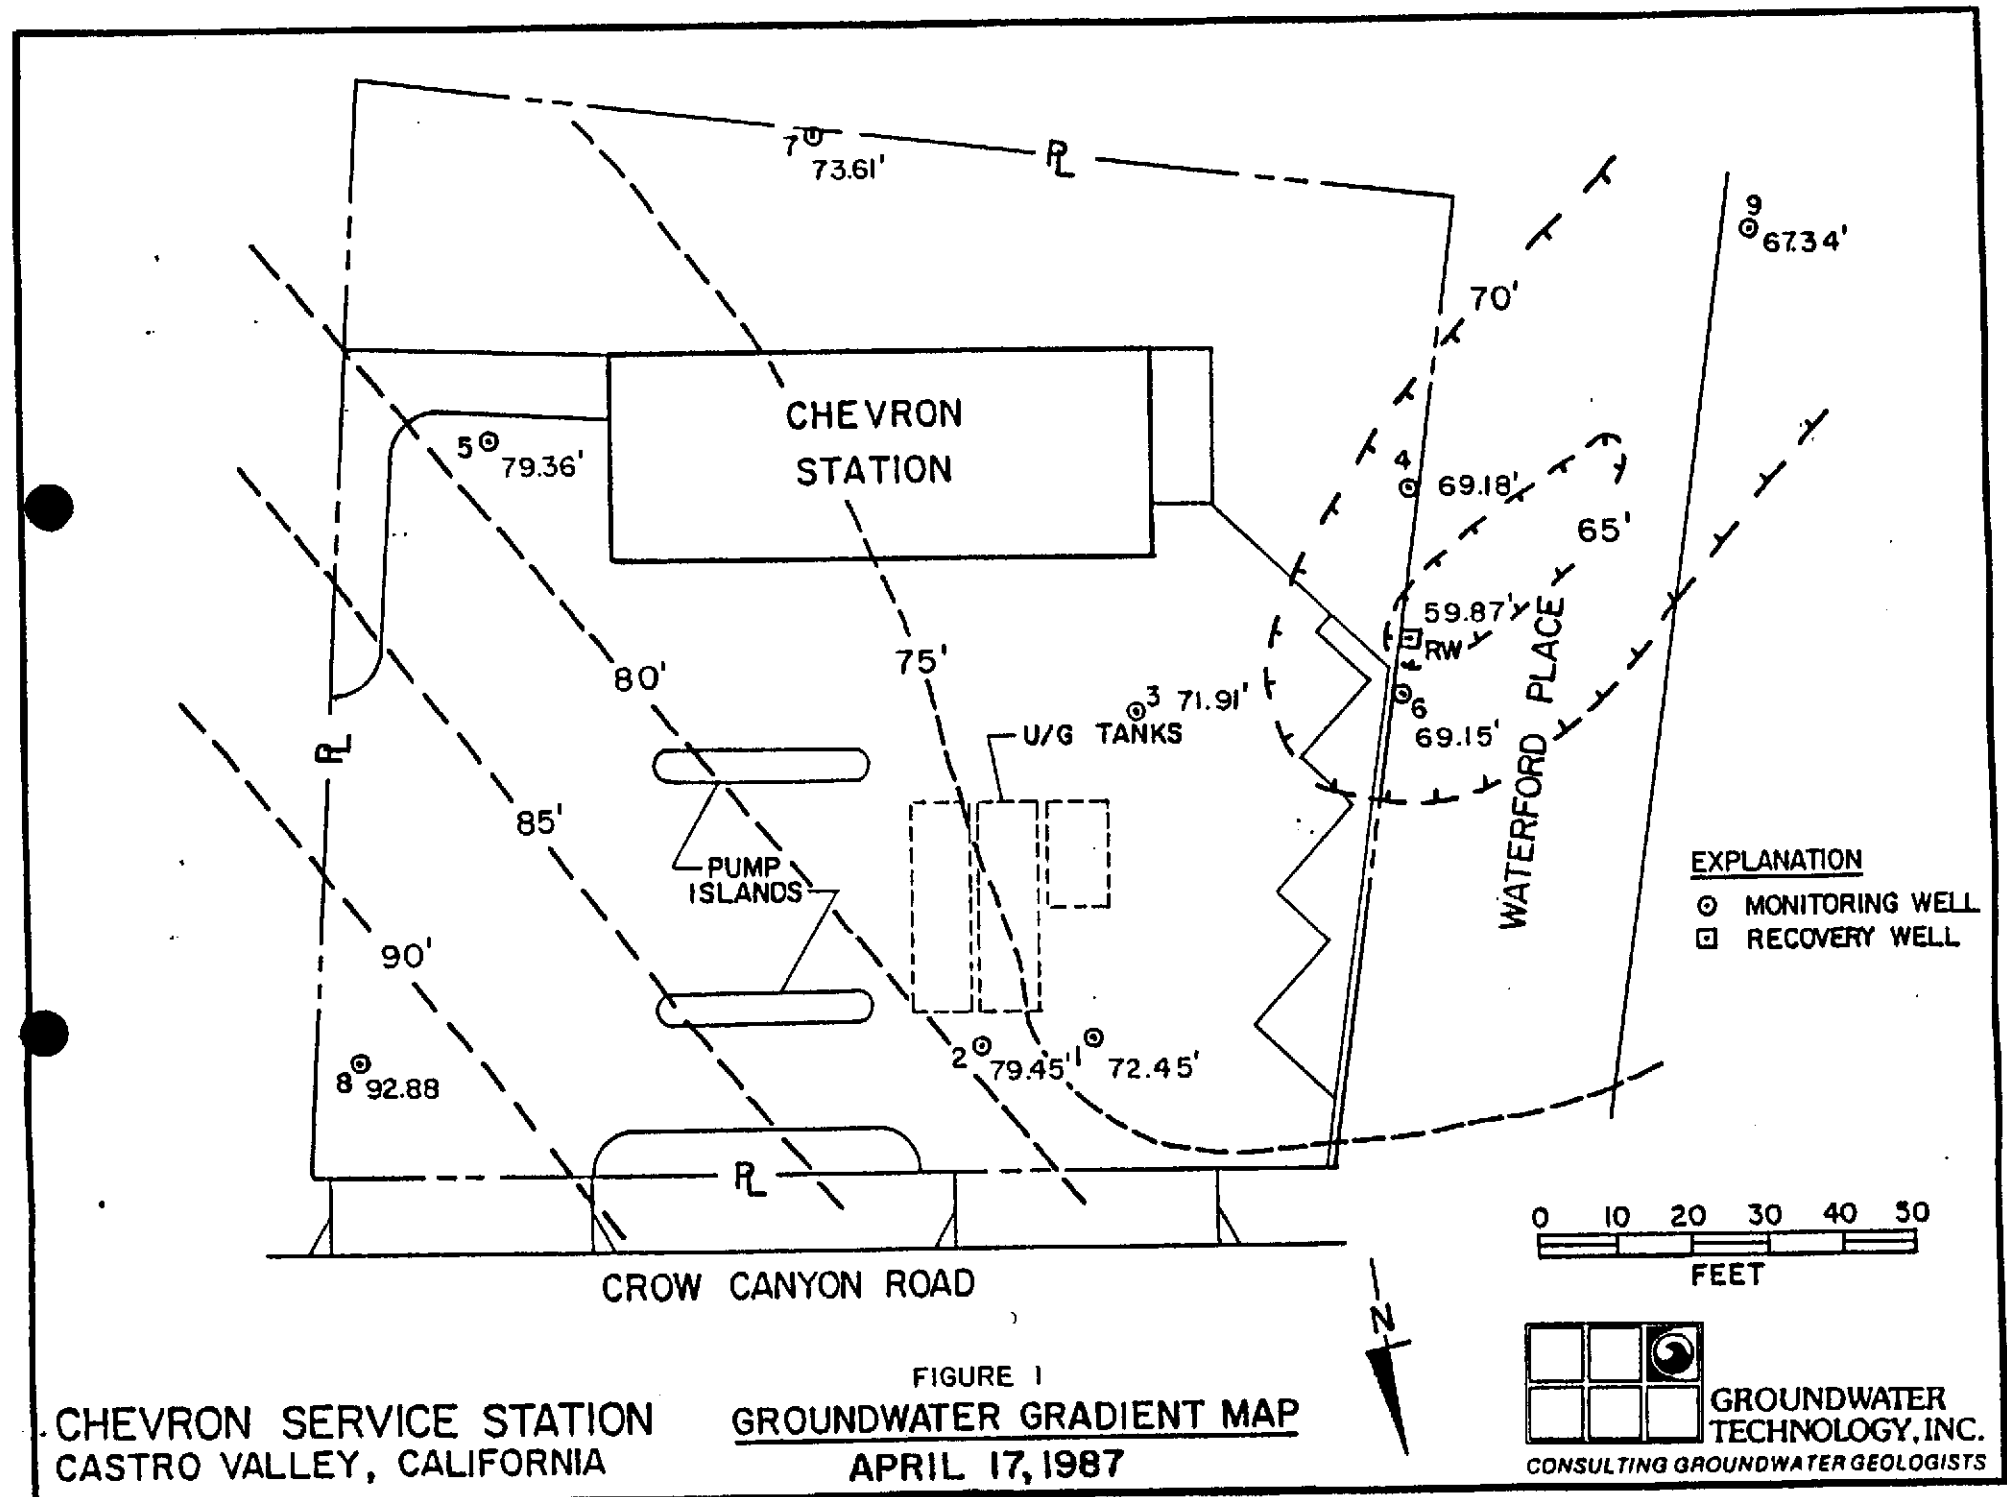 7
73.61'
PL
9
67.34'
70'
CHEVRON
STATION
5
79.36'
4
69.18'
65'
59.87'
RW
80'
75'
3 71.91'
6
69.15'
U/G TANKS
PL
WATERFORD PLACE
85'
PUMP
ISLANDS
90'
EXPLANATION
MONITORING WELL
RECOVERY WELL
2
79.45'
1
72.45'
8
92.88
PL
0 10 20 30 40 50
FEET
CROW CANYON ROAD
N
FIGURE 1
CHEVRON SERVICE STATION
CASTRO VALLEY, CALIFORNIA
GROUNDWATER GRADIENT MAP
APRIL 17, 1987
GROUNDWATER
TECHNOLOGY, INC.
CONSULTING GROUNDWATER GEOLOGISTS